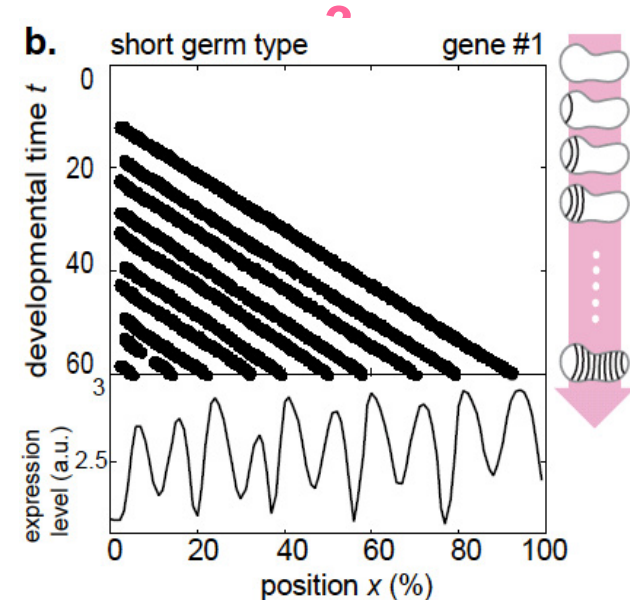 b.
short germ type
gene #1
developmental time t
0
20
40
60
3
2.5
expression
level (a.u.)
0
20
40
60
80
100
position x (%)